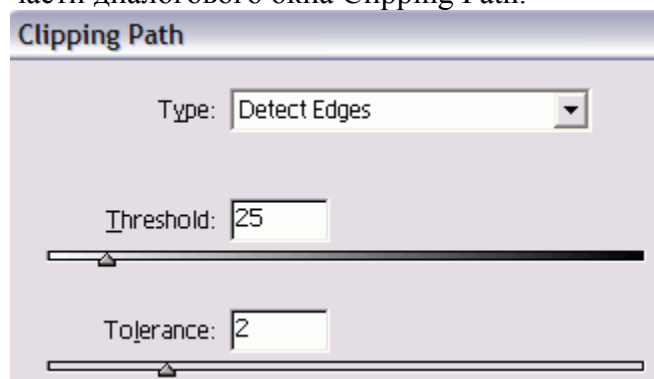 части диалогового окна Clipping Path.
Clipping Path
Type: Detect Edges
Threshold: 25
Tolerance: 2